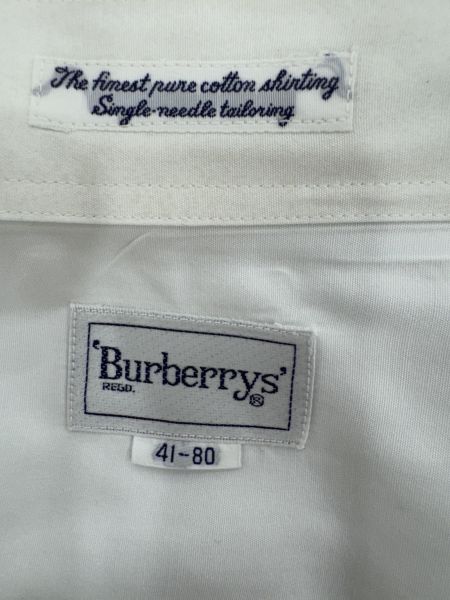 The finest pure cotton shirting
Single-needle tailoring
'Burberrys'
REGD. ®
41-80